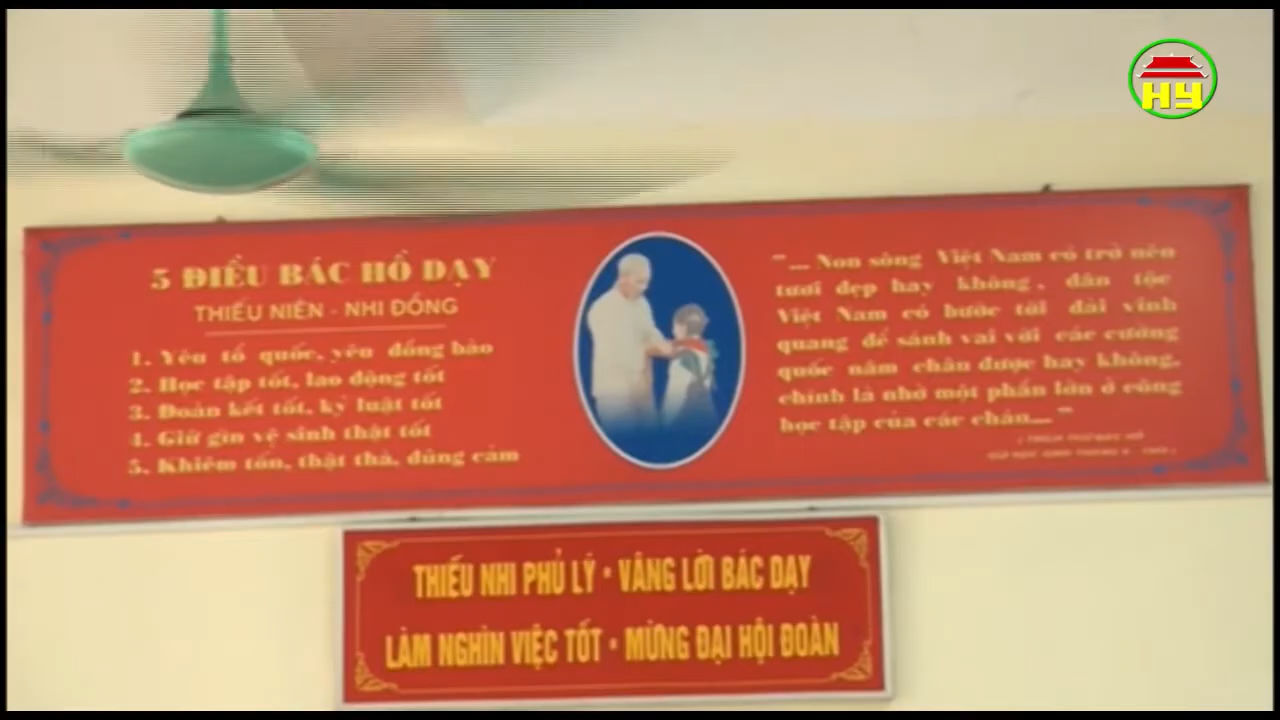 HY
5 ĐIỀU BÁC HỒ DẠY
THIẾU NIÊN - NHI ĐỒNG
1. Yêu tổ quốc, yêu đồng bào
2. Học tập tốt, lao động tốt
3. Đoàn kết tốt, kỷ luật tốt
4. Giữ gìn vệ sinh thật tốt
5. Khiêm tốn, thật thà, dũng cảm
"... Non sông Việt Nam có trở nên
tươi đẹp hay không, dân tộc
Việt Nam có bước tới đài vinh
quang để sánh vai với các cường
quốc năm châu được hay không,
chính là nhờ một phần lớn ở công
học tập của các cháu..."
THIẾU NHI PHỦ LÝ • VÂNG LỜI BÁC DẠY
LÀM NGHÌN VIỆC TỐT • MỪNG ĐẠI HỘI ĐOÀN